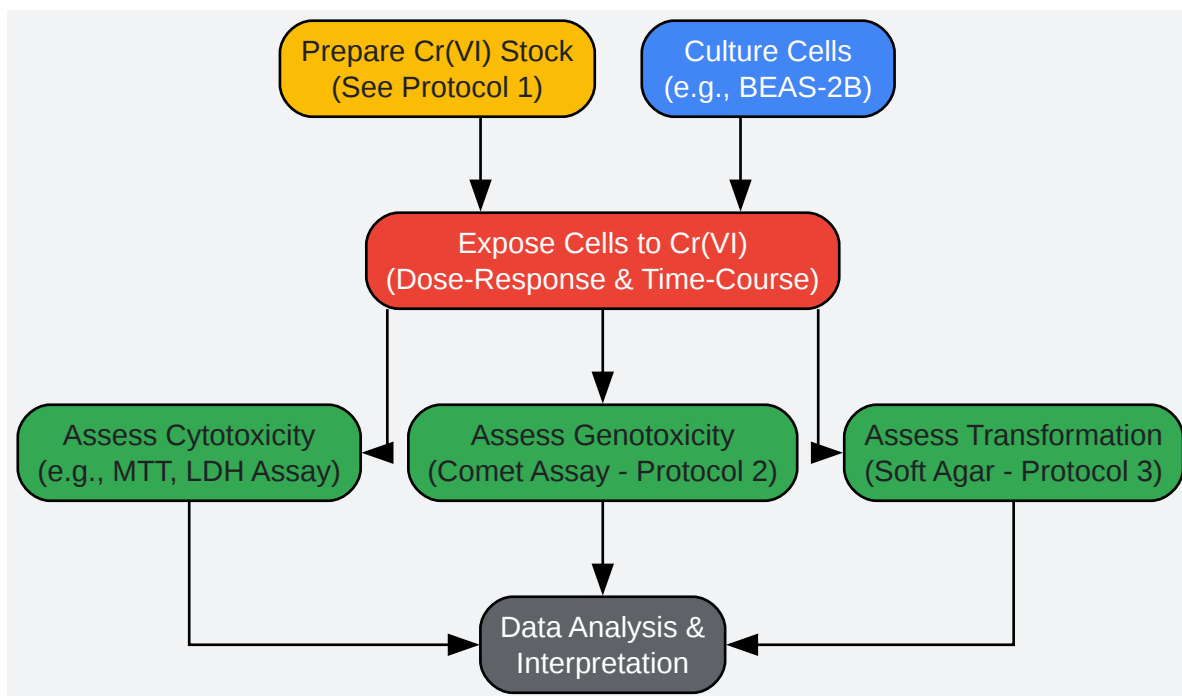 Prepare Cr(VI) Stock
(See Protocol 1)
Culture Cells
(e.g., BEAS-2B)
Expose Cells to Cr(VI)
(Dose-Response & Time-Course)
Assess Cytotoxicity
(e.g., MTT, LDH Assay)
Assess Genotoxicity
(Comet Assay - Protocol 2)
Assess Transformation
(Soft Agar - Protocol 3)
Data Analysis &
Interpretation